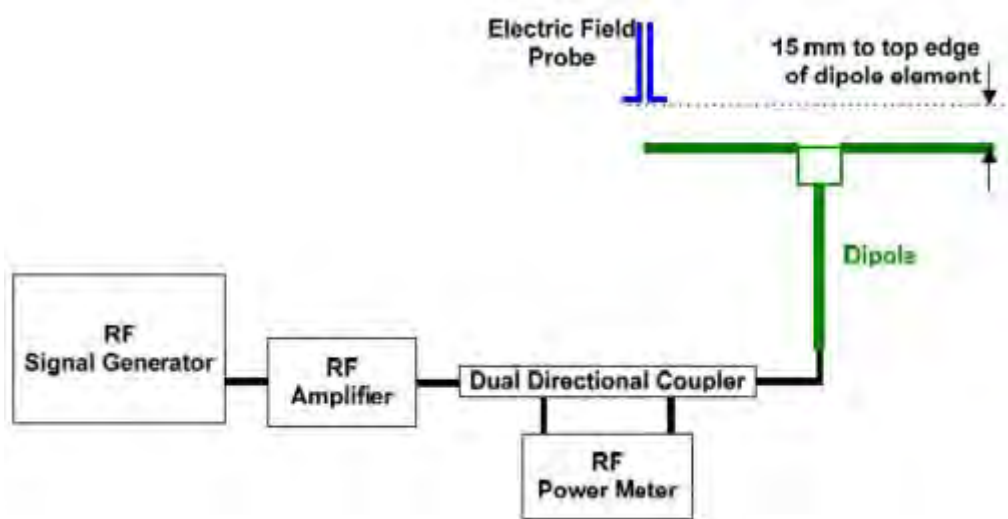 Electric Field
Probe
15 mm to top edge
of dipole element
Dipole
RF
Signal Generator
RF
Amplifier
Dual Directional Coupler
RF
Power Meter